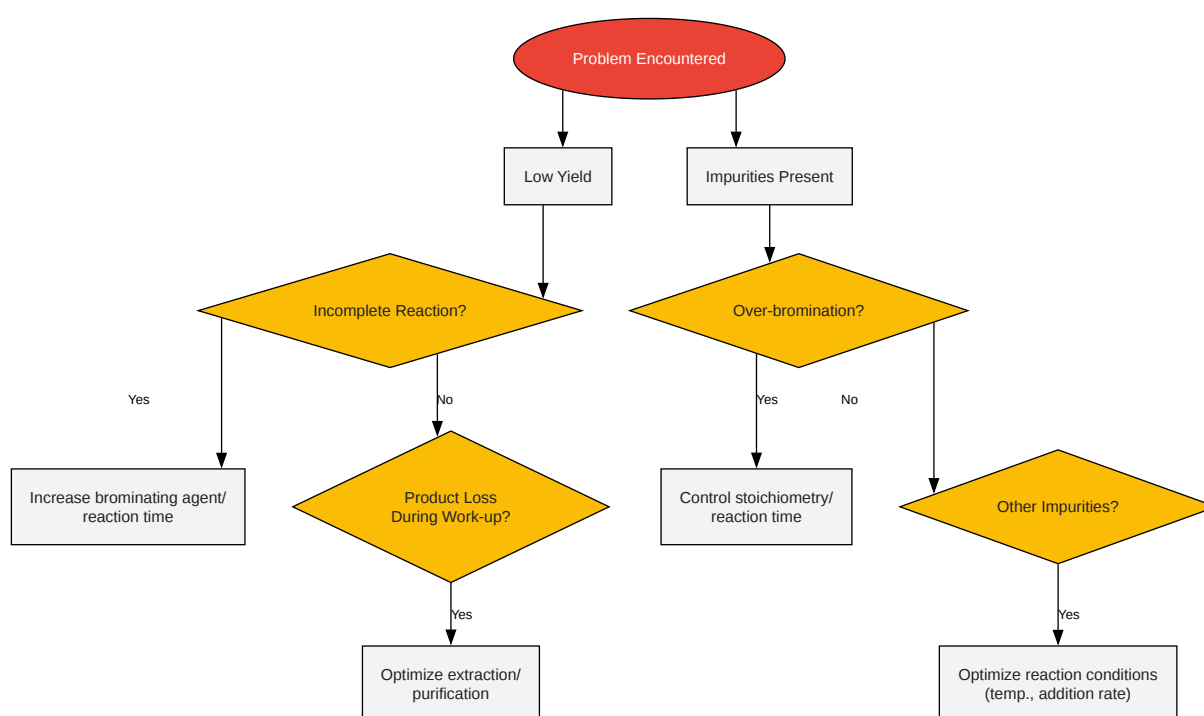 Problem Encountered
Low Yield
Impurities Present
Incomplete Reaction?
Over-bromination?
Yes
No
Yes
No
Increase brominating agent/
reaction time
Product Loss
During Work-up?
Control stoichiometry/
reaction time
Other Impurities?
Yes
Yes
Optimize extraction/
purification
Optimize reaction conditions
(temp., addition rate)